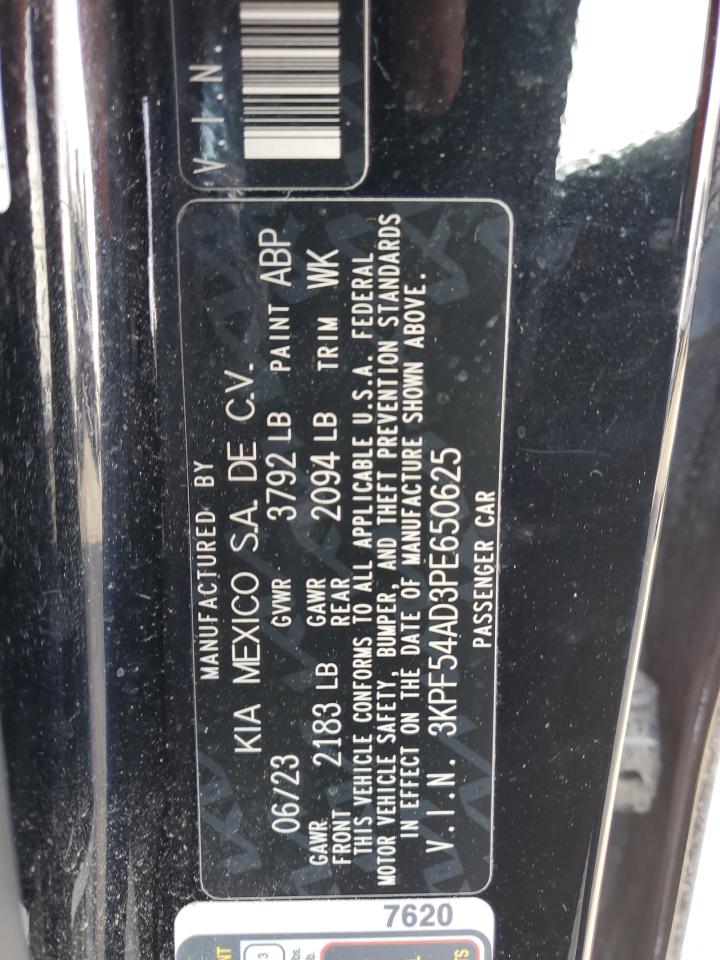 V.I.N.
MANUFACTURED BY
KIA MEXICO S.A. DE C.V.
06/23 GVWR 3792 LB PAINT ABP
GAWR FRONT 2183 LB GAWR REAR 2094 LB TRIM WK
THIS VEHICLE CONFORMS TO ALL APPLICABLE U.S.A. FEDERAL
MOTOR VEHICLE SAFETY, BUMPER, AND THEFT PREVENTION STANDARDS
IN EFFECT ON THE DATE OF MANUFACTURE SHOWN ABOVE.
V.I.N. 3KPF54AD3PE650625
PASSENGER CAR
7620